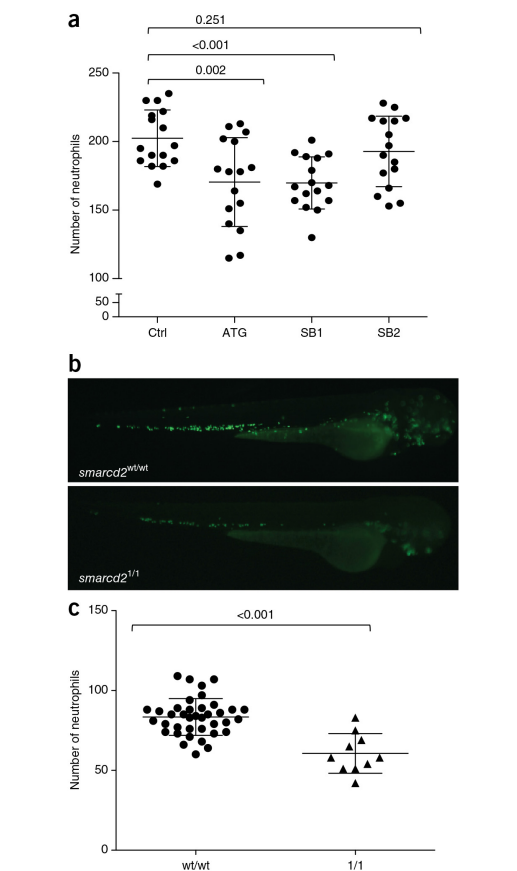 a
0.251
<0.001
0.002
250
200
150
100
50
0
Number of neutrophils
Ctrl ATG SB1 SB2
b
smarcd2wt/wt
smarcd21/1
c
150
<0.001
100
50
0
Number of neutrophils
wt/wt 1/1